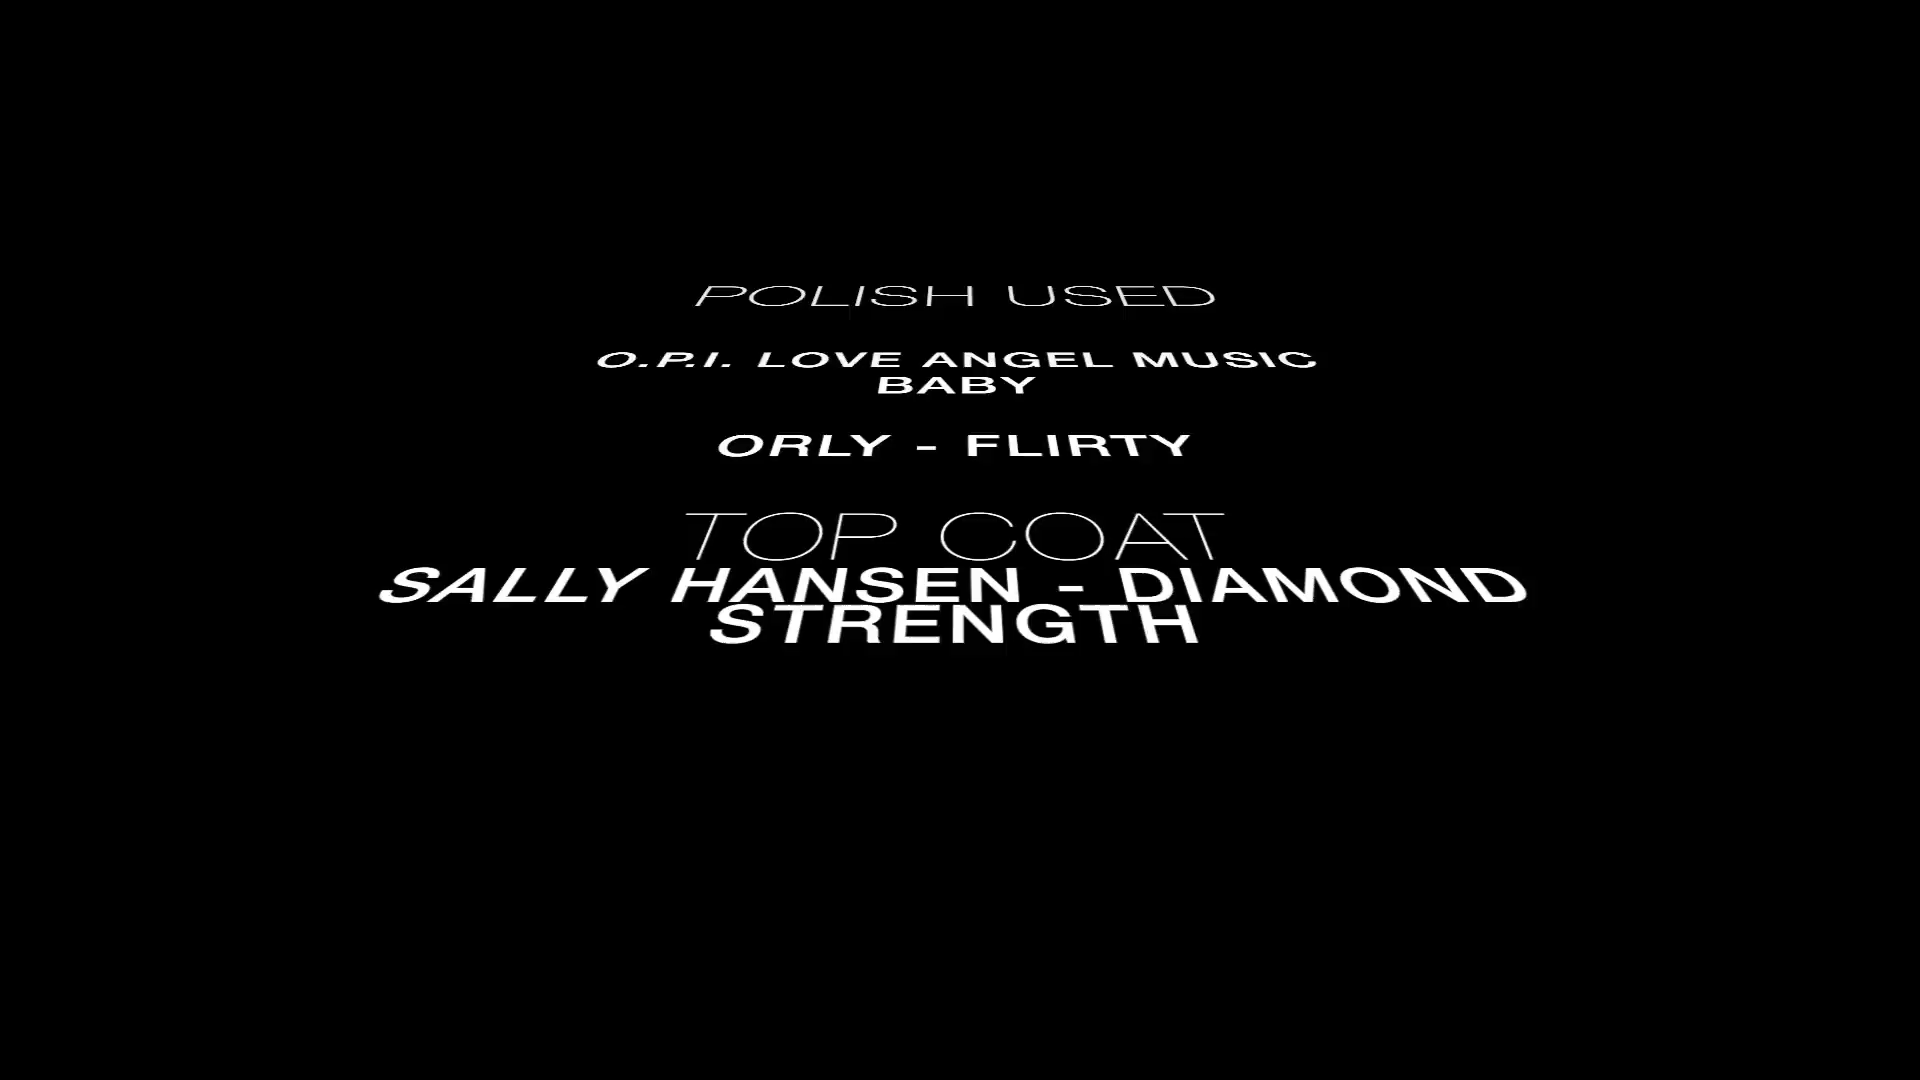 POLISH USED
O.P.I. LOVE ANGEL MUSIC
BABY
ORLY - FLIRTY
TOP COAT
SALLY HANSEN - DIAMOND
STRENGTH